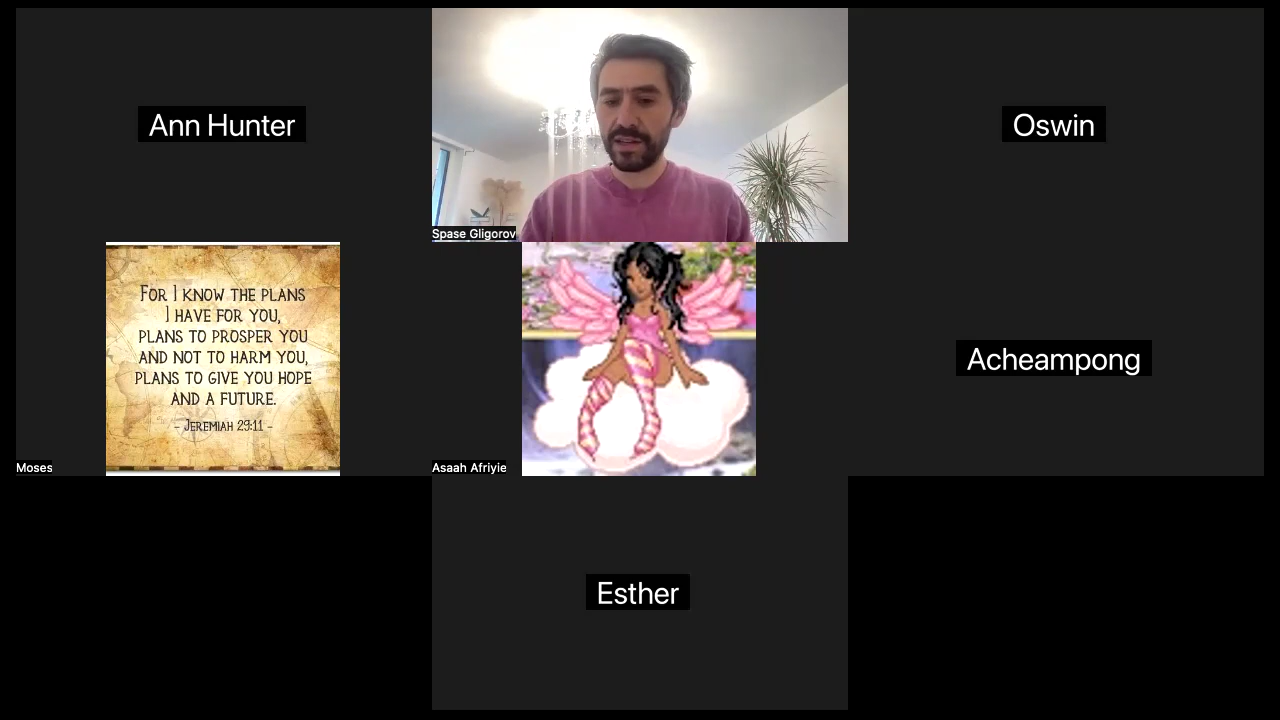 Ann Hunter
Spase Gligorov
Oswin
FOR I KNOW THE PLANS
I HAVE FOR YOU,
PLANS TO PROSPER YOU
AND NOT TO HARM YOU,
PLANS TO GIVE YOU HOPE
AND A FUTURE.
- JEREMIAH 29:11 -
Moses
Asaah Afriyie
Acheampong
Esther